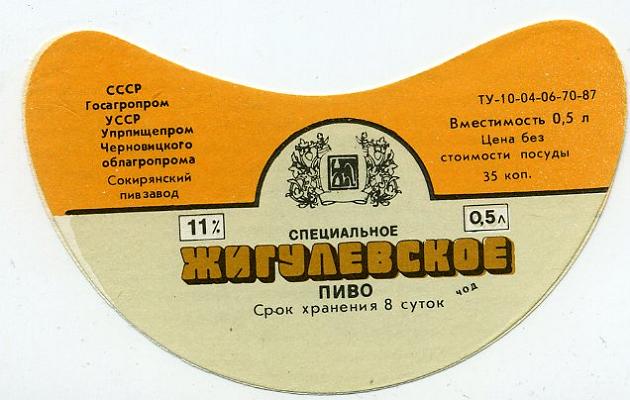 СССР
Госагропром
УССР
Упрпищепром
Черновицкого
облагропрома
Сокирянский
пивзавод
ТУ-10-04-06-70-87
Вместимость 0,5 л
Цена без
стоимости посуды
35 коп.
11%
0,5л
СПЕЦИАЛЬНОЕ
ЖИГУЛЕВСКОЕ
ПИВО
Срок хранения 8 суток
чод